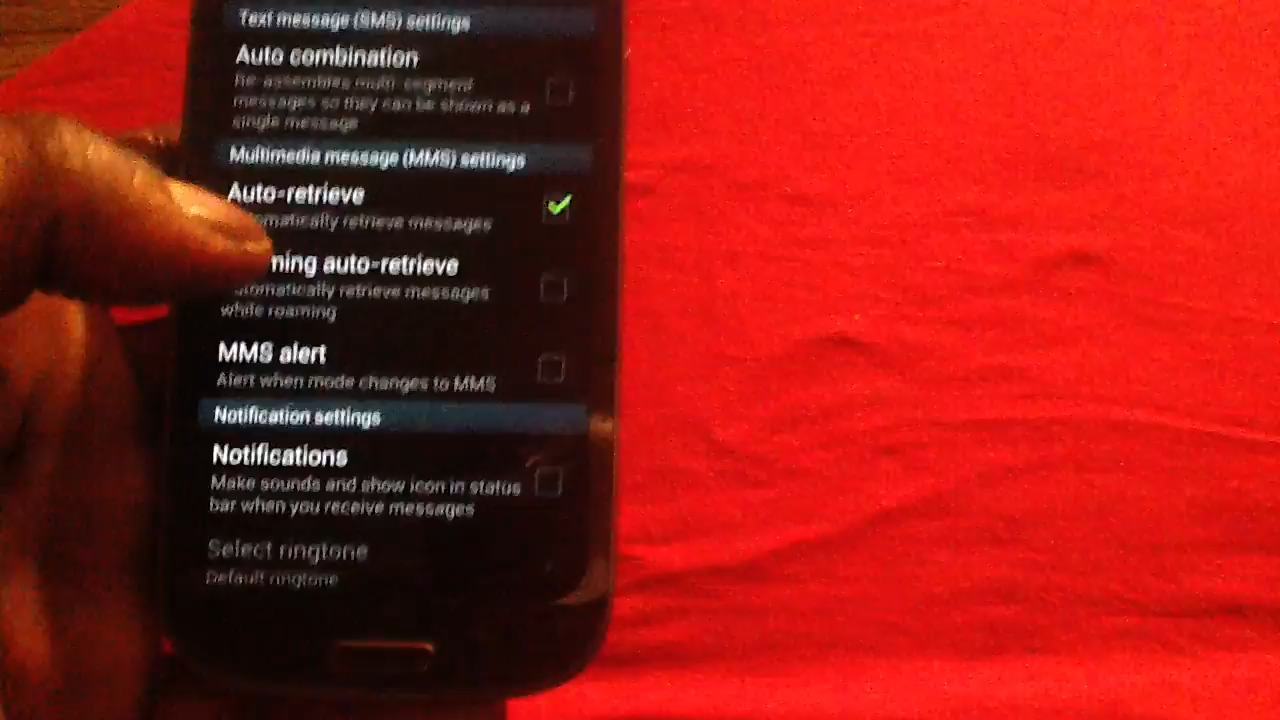 Text message (SMS) settings
Auto combination
Re-assembles multi-segment
messages so they can be shown as a
single message
Multimedia message (MMS) settings
Auto-retrieve
matically retrieve messages
ming auto-retrieve
tomatically retrieve messages
while roaming
MMS alert
Alert when mode changes to MMS
Notification settings
Notifications
Make sounds and show icon in status
bar when you receive messages
Select ringtone
Default ringtone